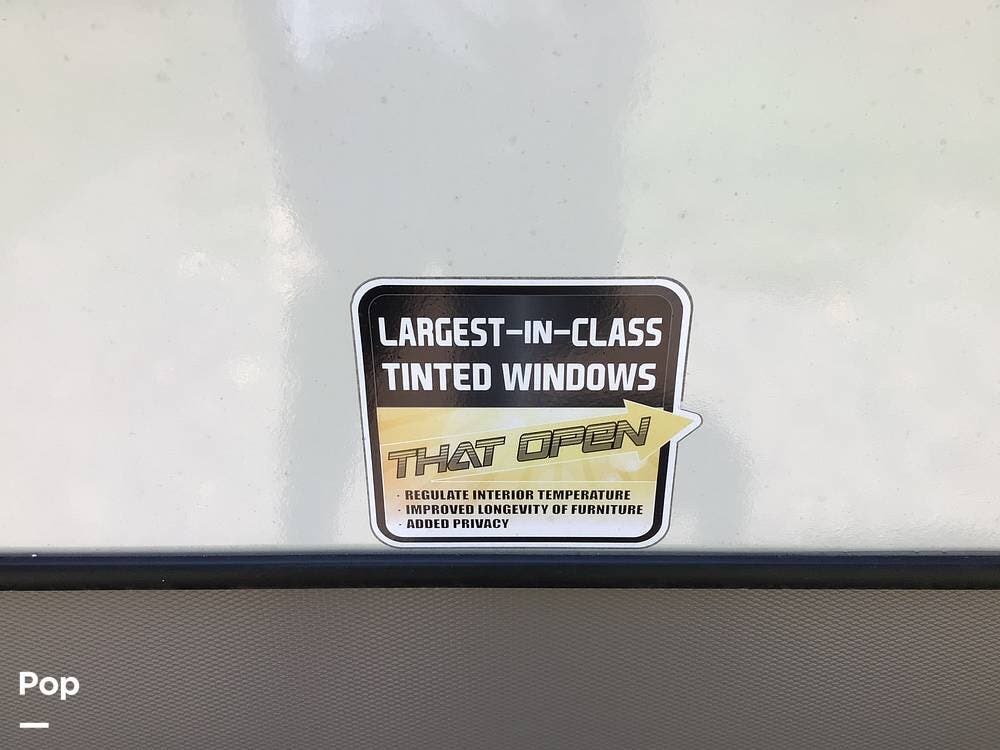 LARGEST-IN-CLASS
TINTED WINDOWS
THAT OPEN
· REGULATE INTERIOR TEMPERATURE
· IMPROVED LONGEVITY OF FURNITURE
· ADDED PRIVACY
Pop